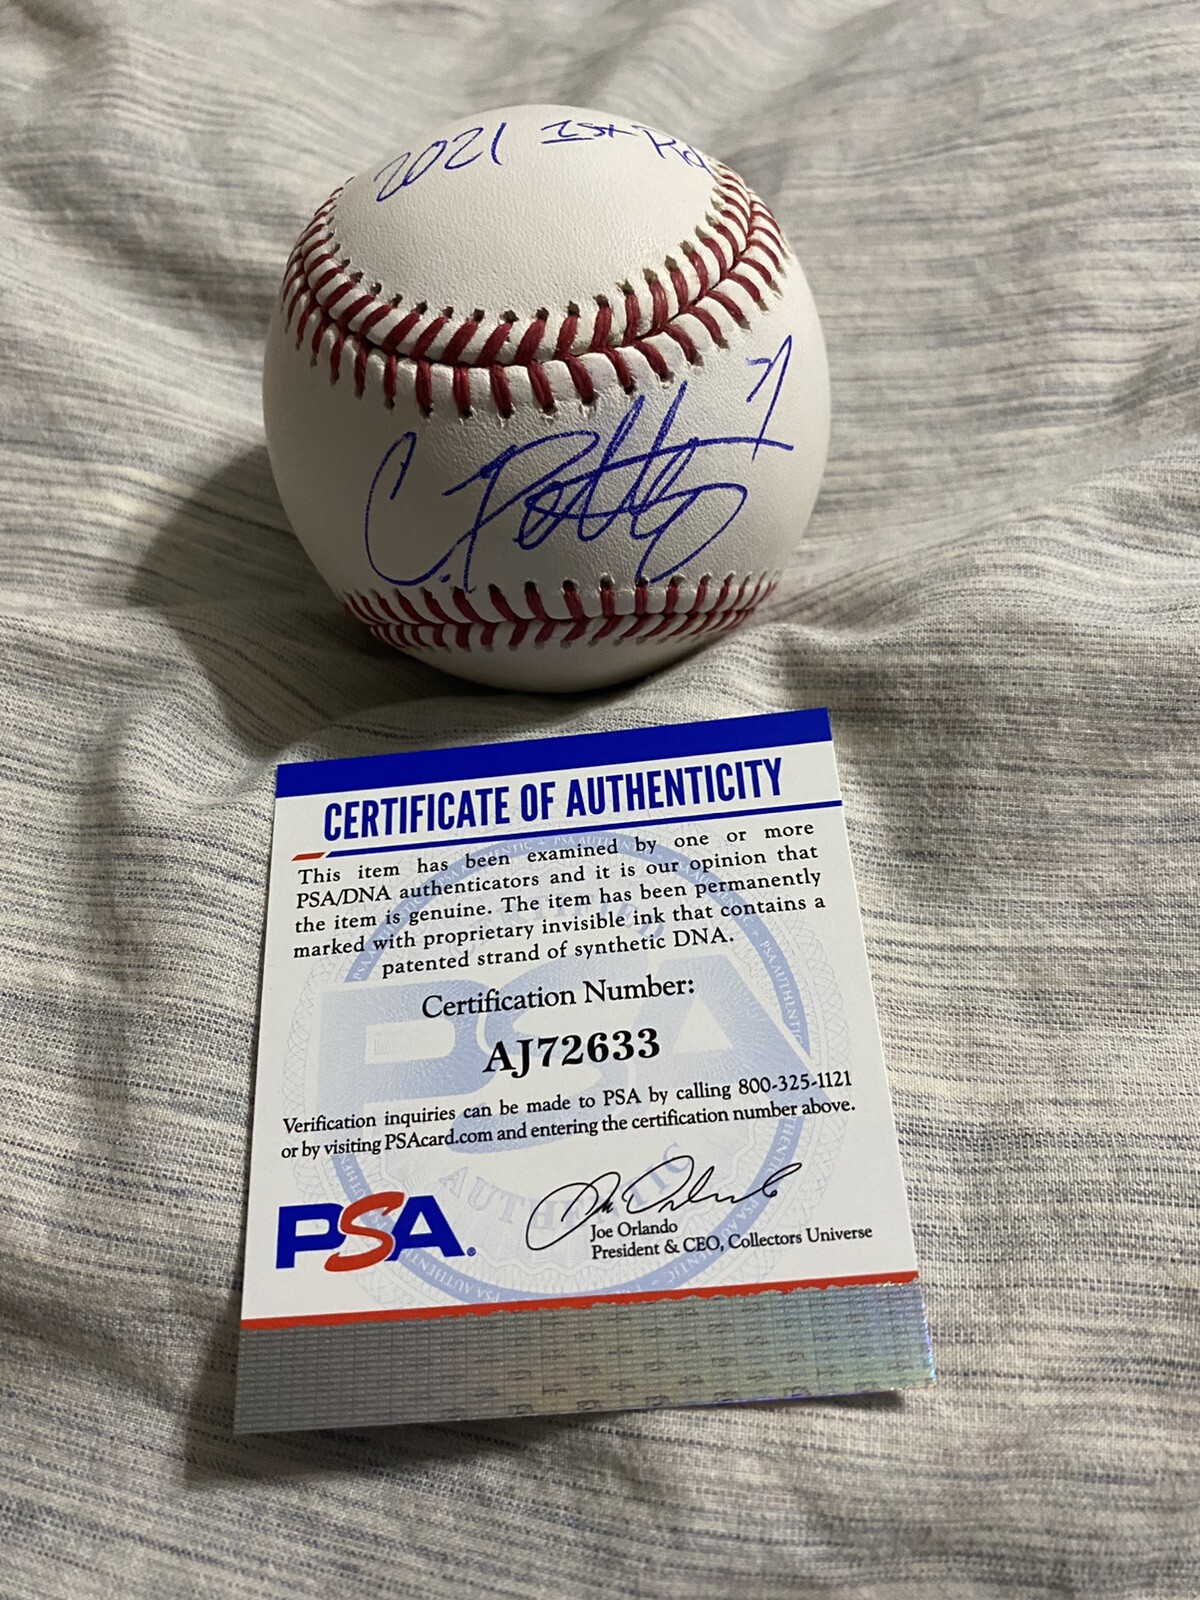 2021 1st Rd
C. Petty 7
CERTIFICATE OF AUTHENTICITY
This item has been examined by one or more
PSA/DNA authenticators and it is our opinion that
the item is genuine. The item has been permanently
marked with proprietary invisible ink that contains a
patented strand of synthetic DNA.
Certification Number:
AJ72633
Verification inquiries can be made to PSA by calling 800-325-1121
or by visiting PSAcard.com and entering the certification number above.
PSA
Joe Orlando
President & CEO, Collectors Universe